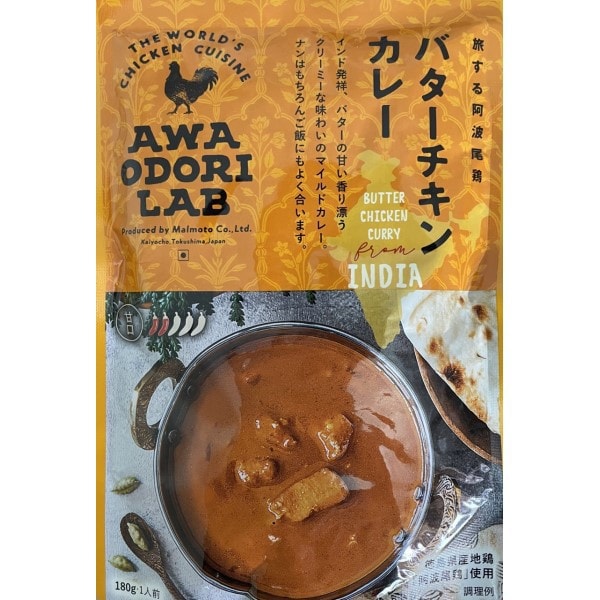 THE WORLD'S
CHICKEN CUISINE
AWA
ODORI
LAB
Produced by Malmoto Co.,Ltd.
Kaiyocho, Tokushima, Japan
旅する阿波尾鶏
バターチキン
カレー
インド発祥、バターの甘い香り漂う
クリーミーな味わいのマイルドカレー。
ナンはもちろんご飯にもよく合います。
BUTTER
CHICKEN
CURRY
from
INDIA
甘口
徳島県産地鶏
「阿波尾鶏」使用
調理例
180g・1人前